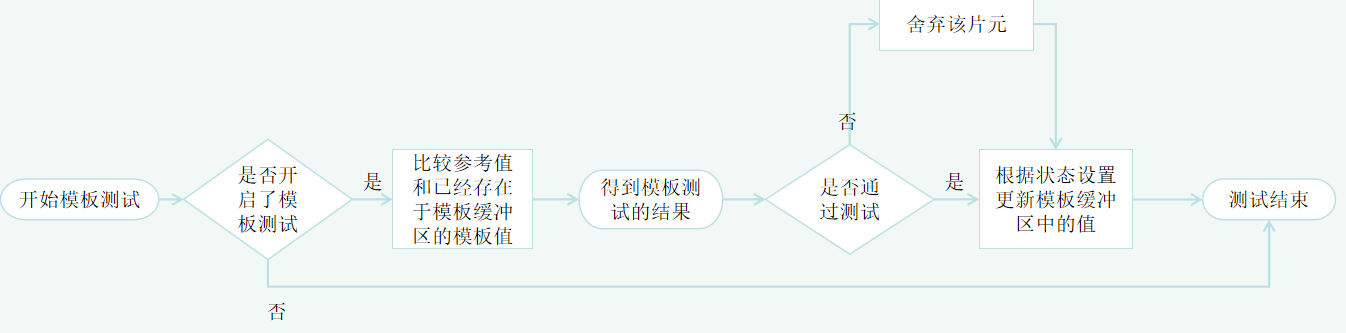 舍弃该片元
否
开始模板测试
是否开
启了模
板测试
是
比较参考值
和已经存在
于模板缓冲
区的模板值
得到模板测
试的结果
是否通
过测试
是
根据状态设置
更新模板缓冲
区中的值
测试结束
否